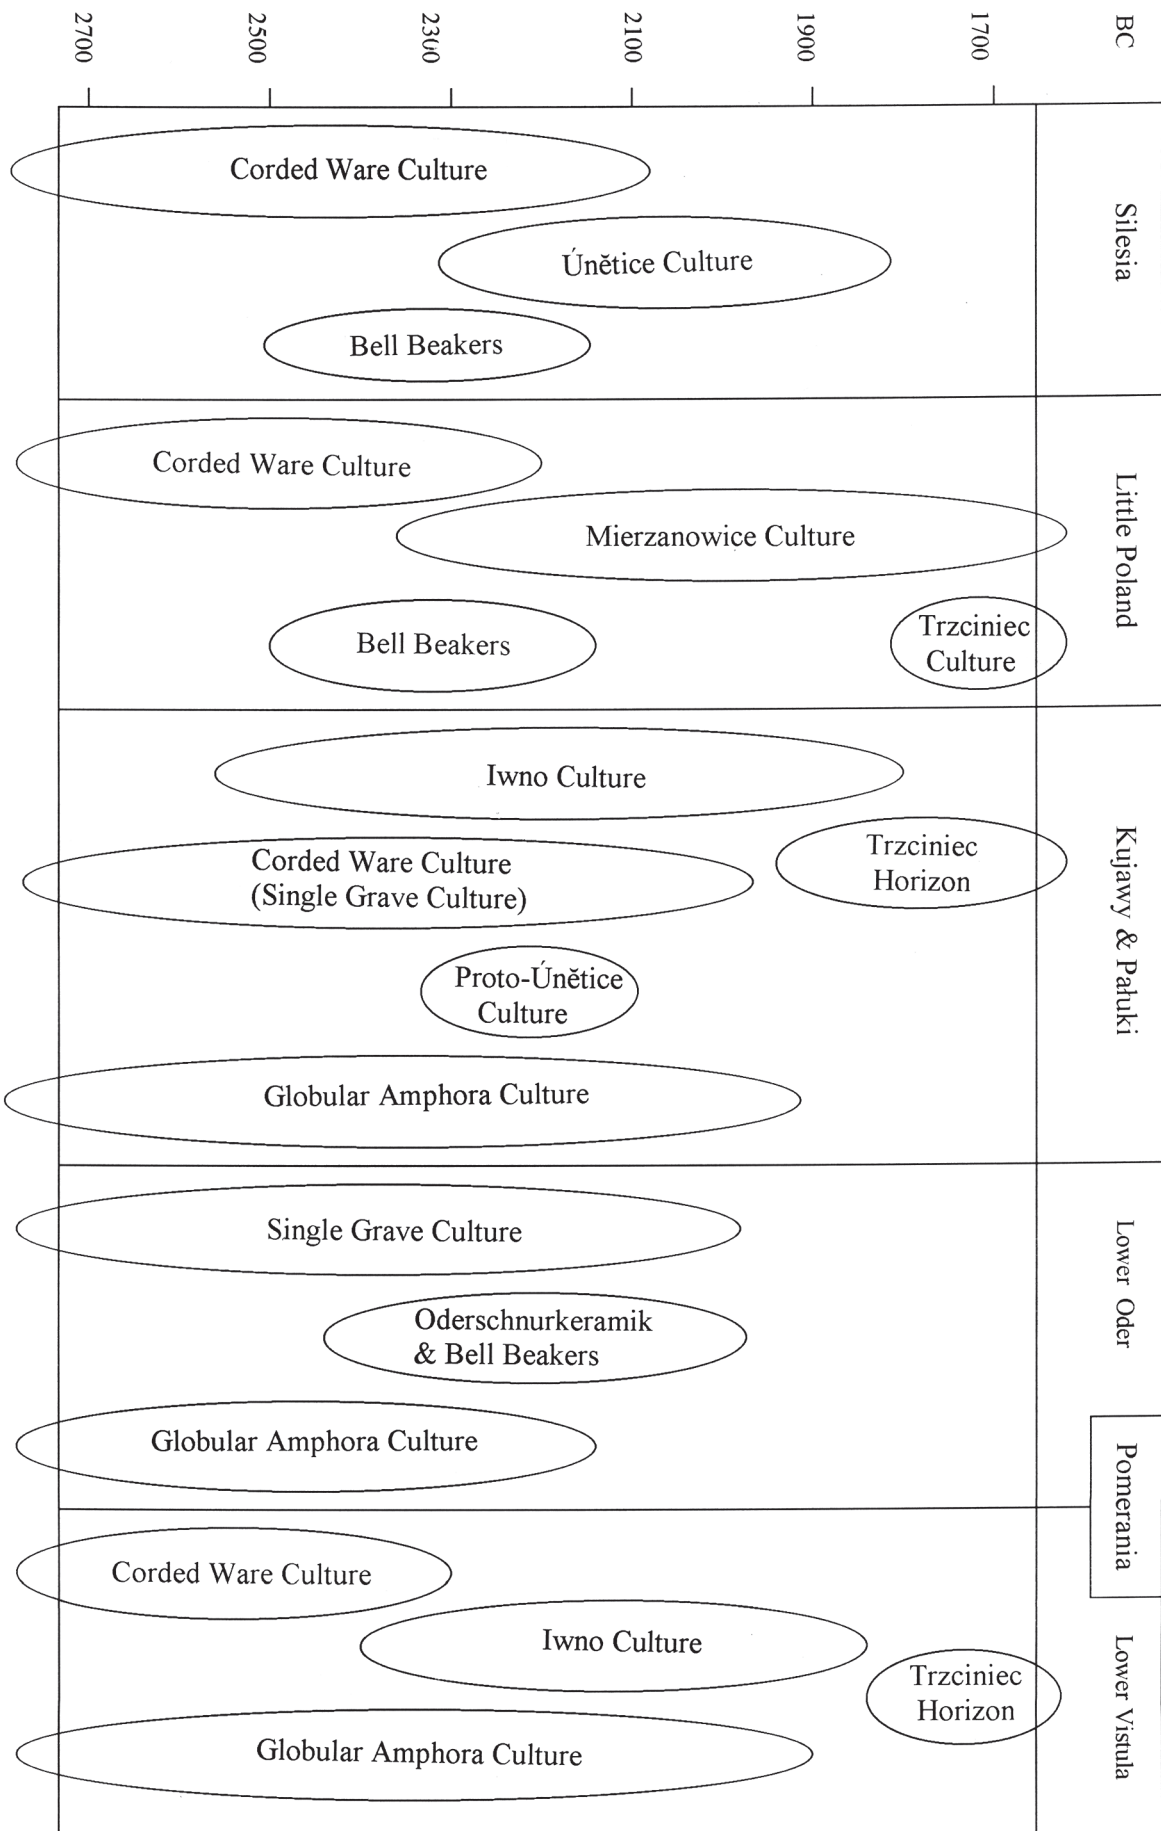 2700
2500
2300
2100
1900
1700
BC
Corded Ware Culture
Únětice Culture
Bell Beakers
Silesia
Corded Ware Culture
Mierzanowice Culture
Bell Beakers
Trzciniec
Culture
Little Poland
Iwno Culture
Corded Ware Culture
(Single Grave Culture)
Trzciniec
Horizon
Proto-Únětice
Culture
Globular Amphora Culture
Kujawy & Pałuki
Single Grave Culture
Oderschnurkeramik
& Bell Beakers
Globular Amphora Culture
Lower Oder
Pomerania
Corded Ware Culture
Iwno Culture
Trzciniec
Horizon
Globular Amphora Culture
Lower Vistula